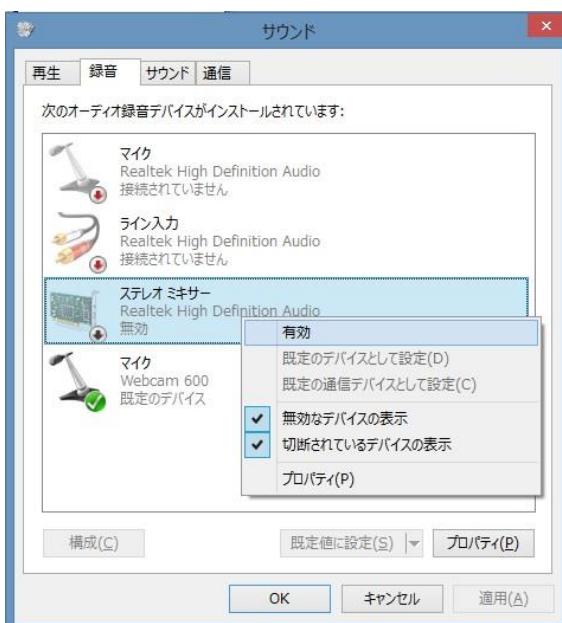 サウンド
再生 録音 サウンド 通信
次のオーディオ録音デバイスがインストールされています:
マイク
Realtek High Definition Audio
接続されていません
ライン入力
Realtek High Definition Audio
接続されていません
ステレオ ミキサー
Realtek High Definition Audio
無効
マイク
Webcam 600
既定のデバイス
有効
既定のデバイスとして設定(D)
既定の通信デバイスとして設定(C)
無効なデバイスの表示
切断されているデバイスの表示
プロパティ(P)
構成(C) 既定値に設定(S) プロパティ(P)
OK キャンセル 適用(A)